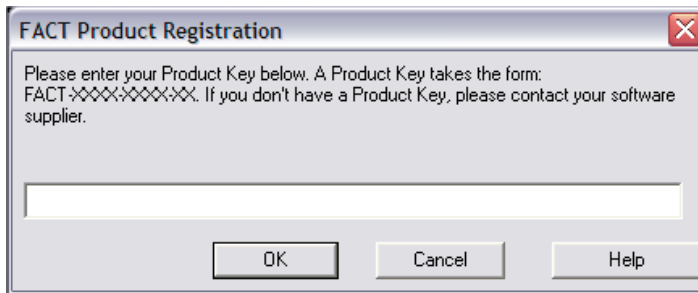 FACT Product Registration
Please enter your Product Key below. A Product Key takes the form:
FACT-XXXX-XXXX-XX. If you don't have a Product Key, please contact your software
supplier.
OK Cancel Help